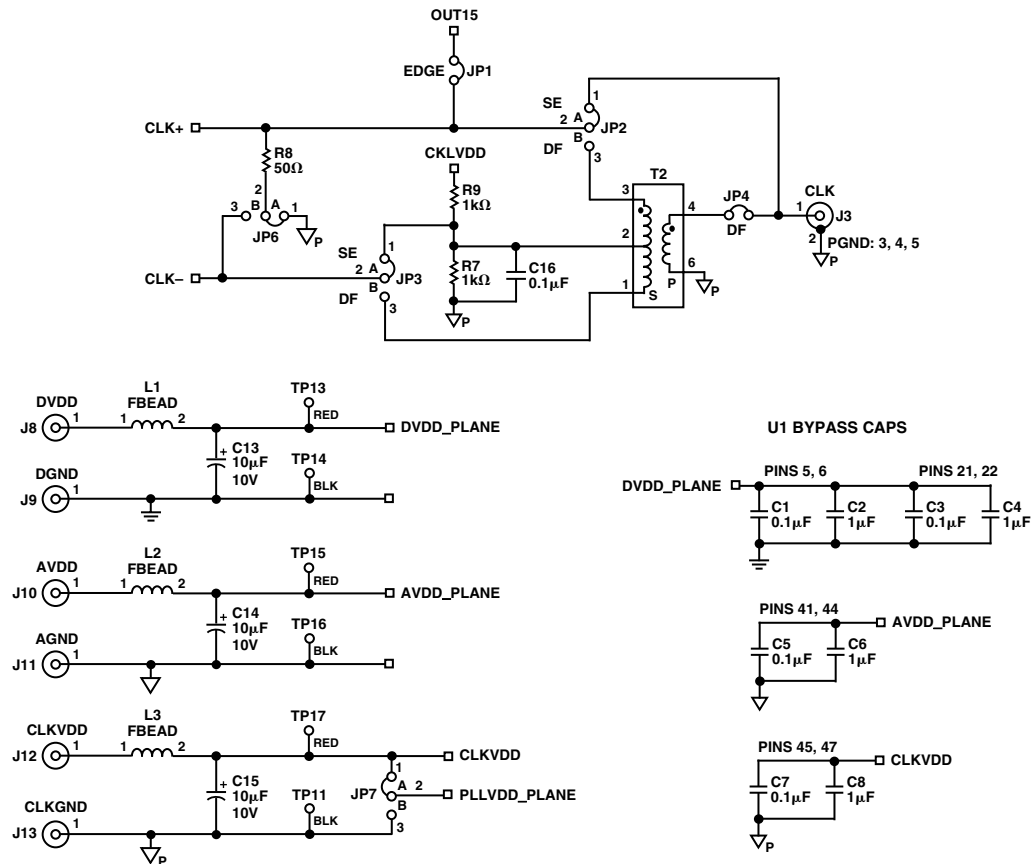 OUT15
EDGE
JP1
CLK+
R8
50Ω
2
3 B A 1
JP6
P
CLK–
CKLVDD
R9
1kΩ
R7
1kΩ
P
C16
0.1µF
SE
1
2 A
B
JP3
DF
3
SE
1
2 A
B
JP2
DF
3
T2
3
2
1
S
P
4
6
P
JP4
DF
CLK
1
J3
2
P
PGND: 3, 4, 5
DVDD
J8
1
L1
FBEAD
1 2
TP13
RED
DVDD_PLANE
+
C13
10µF
10V
DGND
J9
1
TP14
BLK
AVDD
J10
1
L2
FBEAD
1 2
TP15
RED
AVDD_PLANE
+
C14
10µF
10V
AGND
J11
1
TP16
BLK
CLKVDD
J12
1
L3
FBEAD
1 2
TP17
RED
CLKVDD
+
C15
10µF
10V
CLKGND
J13
1
P
TP11
BLK
1
A 2
JP7
B
3
PLLVDD_PLANE
U1 BYPASS CAPS
PINS 5, 6
PINS 21, 22
DVDD_PLANE
C1
0.1µF
C2
1µF
C3
0.1µF
C4
1µF
PINS 41, 44
AVDD_PLANE
C5
0.1µF
C6
1µF
PINS 45, 47
CLKVDD
C7
0.1µF
C8
1µF
P